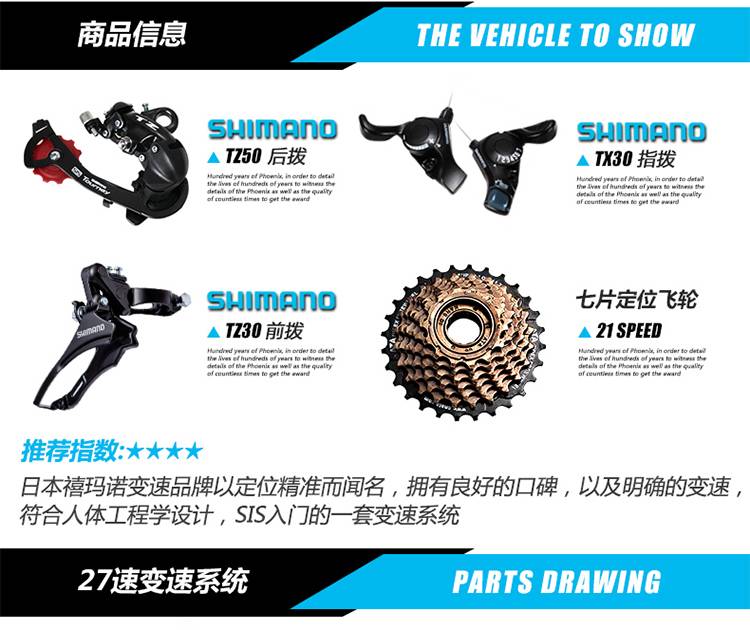 商品信息
THE VEHICLE TO SHOW
SHIMANO
▲ TZ50 后拨
Hundred years of Phoenix, in order to detail
the lives of hundreds of years to witness the
details of the Phoenix as well as the quality
of countless times to get the award
Tourney
SHIMANO
▲ TX30 指拨
Hundred years of Phoenix, in order to detail
the lives of hundreds of years to witness the
details of the Phoenix as well as the quality
of countless times to get the award
SHIMANO
SHIMANO
▲ TZ30 前拨
Hundred years of Phoenix, in order to detail
the lives of hundreds of years to witness the
details of the Phoenix as well as the quality
of countless times to get the award
七片定位飞轮
▲ 21 SPEED
Hundred years of Phoenix, in order to detail
the lives of hundreds of years to witness the
details of the Phoenix as well as the quality
of countless times to get the award
推荐指数:★★★★
日本禧玛诺变速品牌以定位精准而闻名，拥有良好的口碑，以及明确的变速，
符合人体工程学设计，SIS入门的一套变速系统
27速变速系统
PARTS DRAWING